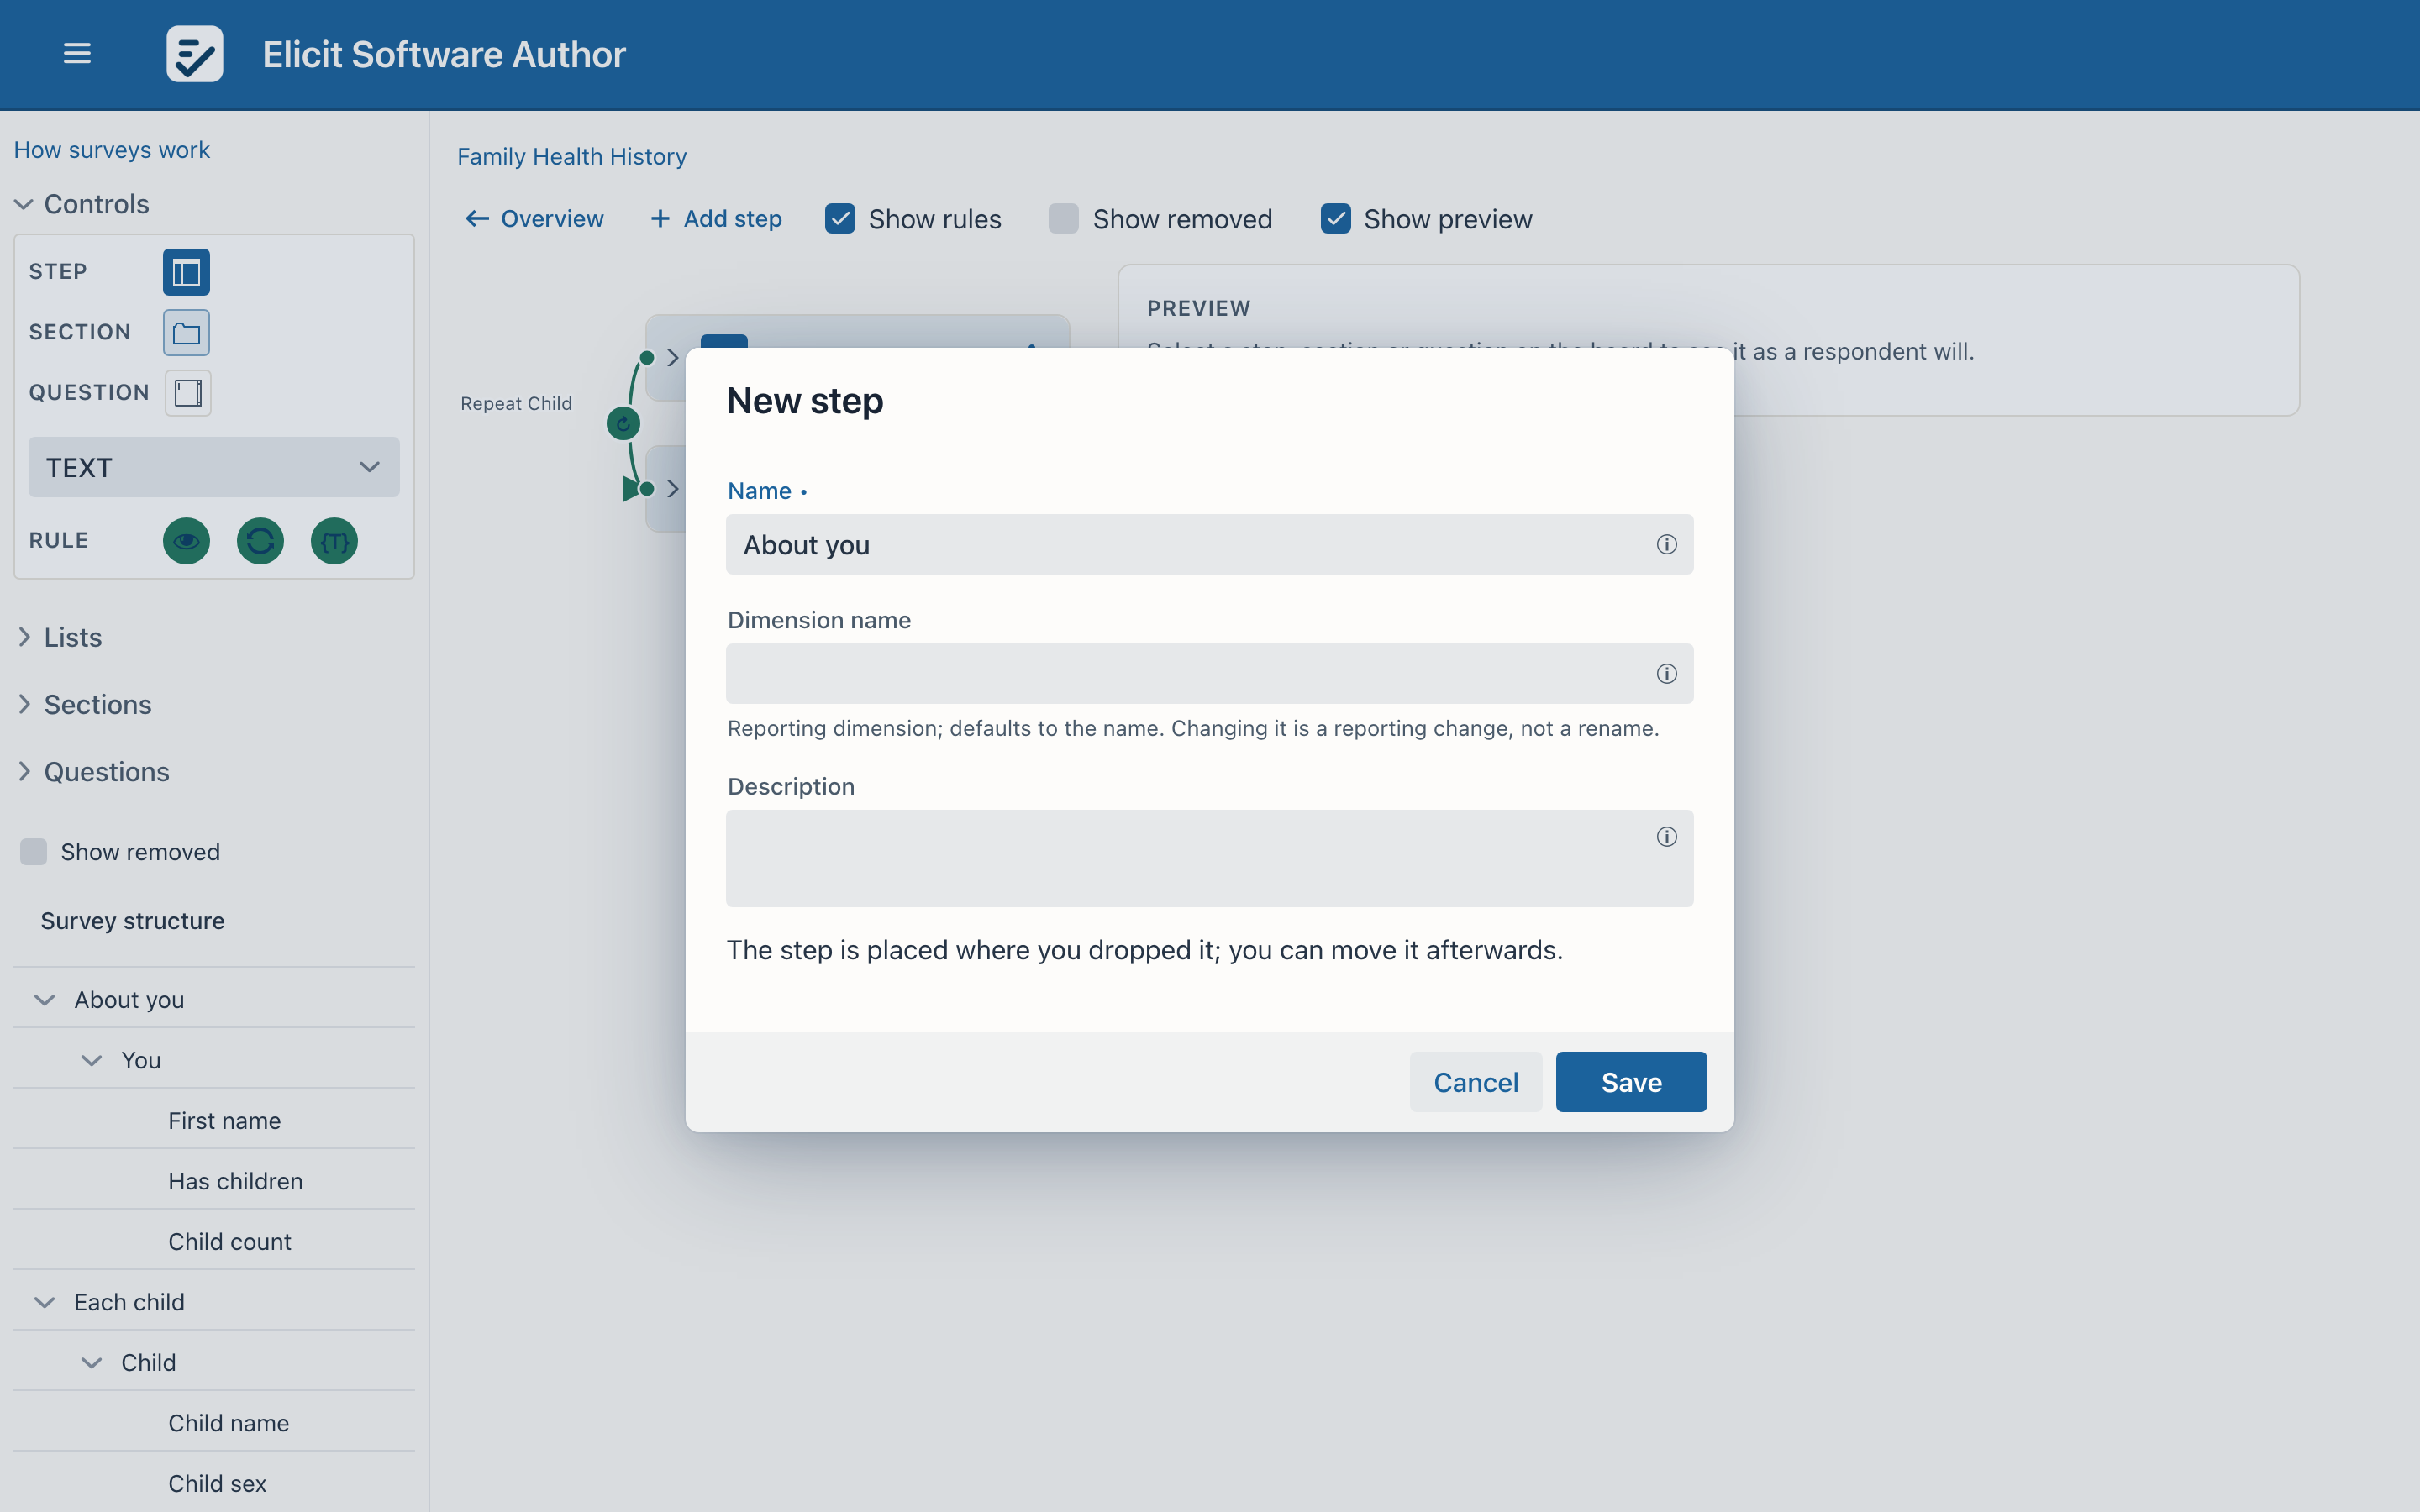 Elicit Software Author
How surveys work
Controls
STEP
SECTION
QUESTION
TEXT
RULE
{T}
Lists
Sections
Questions
Show removed
Survey structure
About you
You
First name
Has children
Child count
Each child
Child
Child name
Child sex
Family Health History
Overview
Add step
Show rules
Show removed
Show preview
Repeat Child
PREVIEW
it as a respondent will.
New step
Name •
About you
Dimension name
Reporting dimension; defaults to the name. Changing it is a reporting change, not a rename.
Description
The step is placed where you dropped it; you can move it afterwards.
Cancel
Save